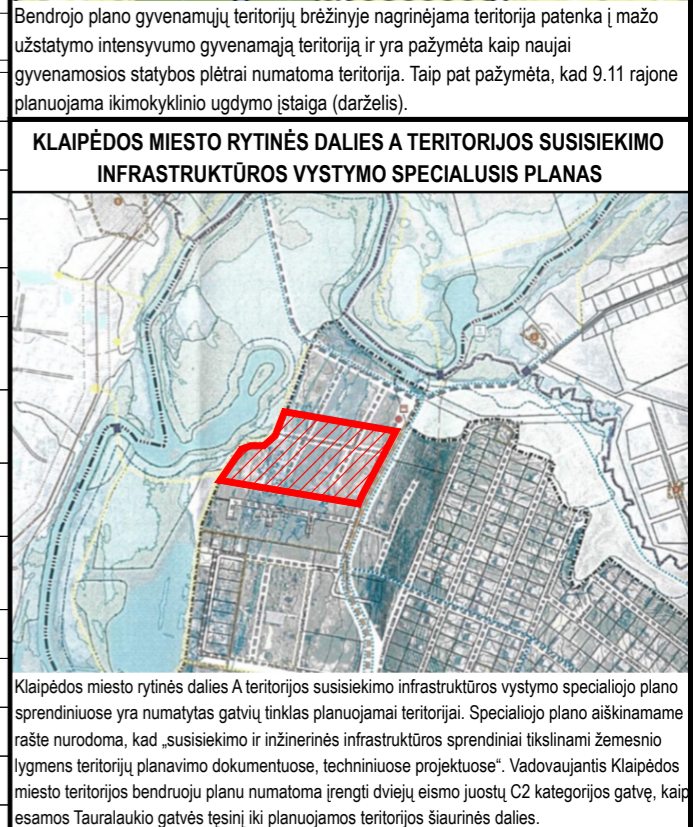 Bendrojo plano gyvenamųjų teritorijų brėžinyje nagrinėjama teritorija patenka į mažo
užstatymo intensyvumo gyvenamąją teritoriją ir yra pažymėta kaip naujai
gyvenamosios statybos plėtrai numatoma teritorija. Taip pat pažymėta, kad 9.11 rajone
planuojama ikimokyklinio ugdymo įstaiga (darželis).
KLAIPĖDOS MIESTO RYTINĖS DALIES A TERITORIJOS SUSISIEKIMO
INFRASTRUKTŪROS VYSTYMO SPECIALUSIS PLANAS
Klaipėdos miesto rytinės dalies A teritorijos susisiekimo infrastruktūros vystymo specialiojo plano
sprendiniuose yra numatytas gatvių tinklas planuojamai teritorijai. Specialiojo plano aiškinamame
rašte nurodoma, kad „susisiekimo ir inžinerinės infrastruktūros sprendiniai tikslinami žemesnio
lygmens teritorijų planavimo dokumentuose, techniniuose projektuose“. Vadovaujantis Klaipėdos
miesto teritorijos bendruoju planu numatoma įrengti dviejų eismo juostų C2 kategorijos gatvę, kaip
esamos Tauralaukio gatvės tęsinį iki planuojamos teritorijos šiaurinės dalies.